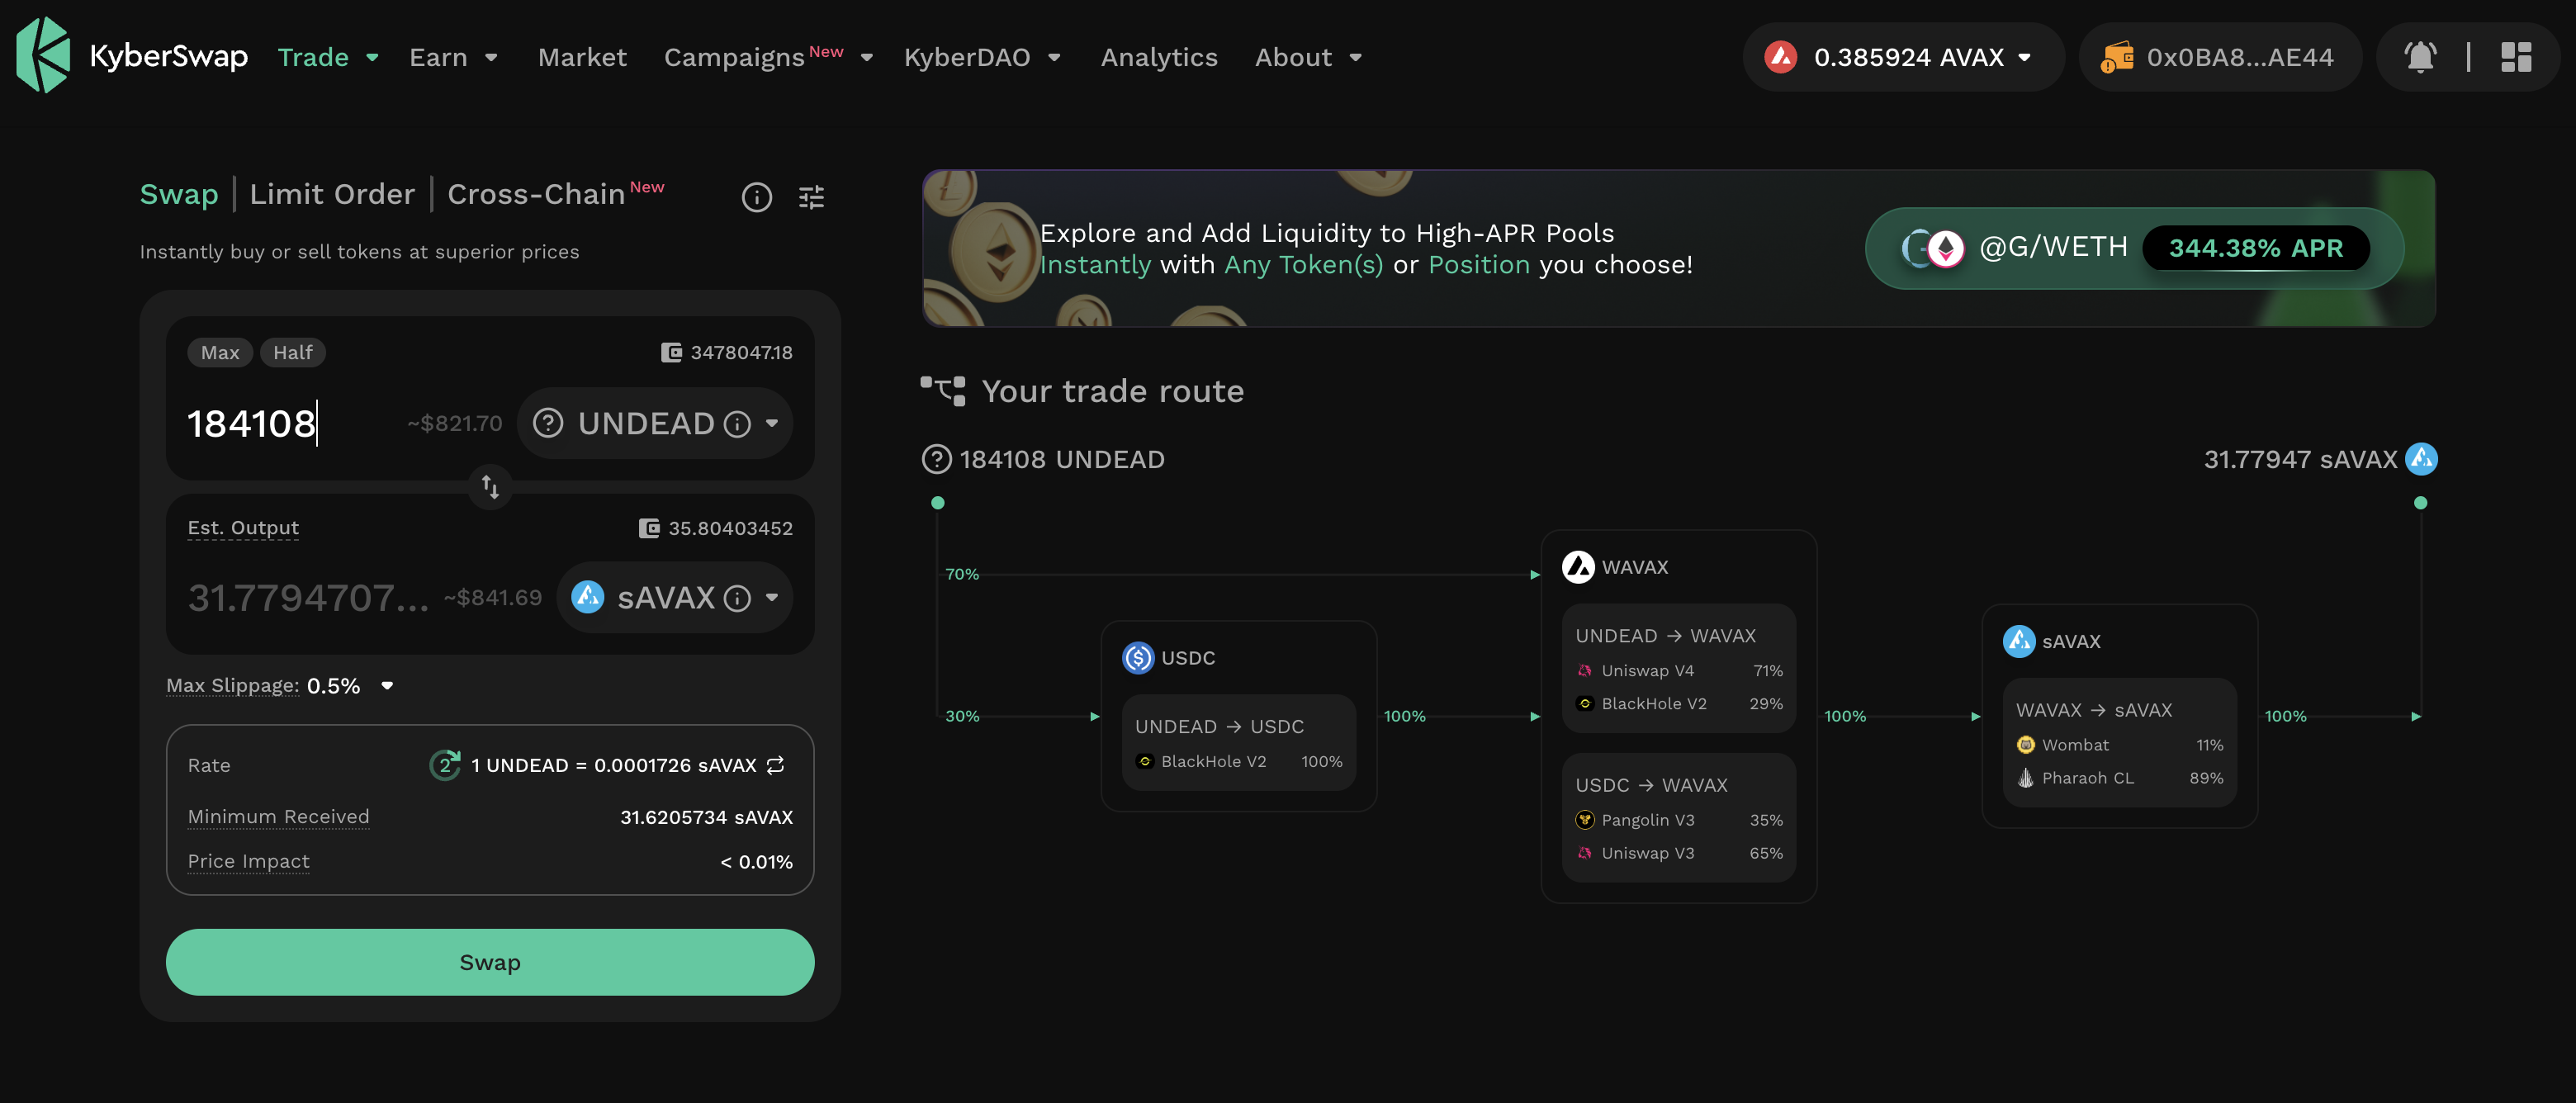 KyberSwap Trade Earn Market Campaigns New KyberDAO Analytics About 0.385924 AVAX 0x0BA8...AE44
Swap | Limit Order | Cross-Chain New
Instantly buy or sell tokens at superior prices
Max Half 3478047.18
184108 ~$821.70 UNDEAD
Est. Output 35.80403452
31.7794707... ~$841.69 sAVAX
Max Slippage: 0.5%
Rate 2 1 UNDEAD = 0.0001726 sAVAX
Minimum Received 31.6205734 sAVAX
Price Impact < 0.01%
Swap
Explore and Add Liquidity to High-APR Pools
Instantly with Any Token(s) or Position you choose!
@G/WETH 344.38% APR
Your trade route
184108 UNDEAD 31.77947 sAVAX
70%
30%
USDC
UNDEAD → USDC
BlackHole V2 100%
100%
WAVAX
UNDEAD → WAVAX
Uniswap V4 71%
BlackHole V2 29%
USDC → WAVAX
Pangolin V3 35%
Uniswap V3 65%
100%
sAVAX
WAVAX → sAVAX
Wombat 11%
Pharaoh CL 89%
100%